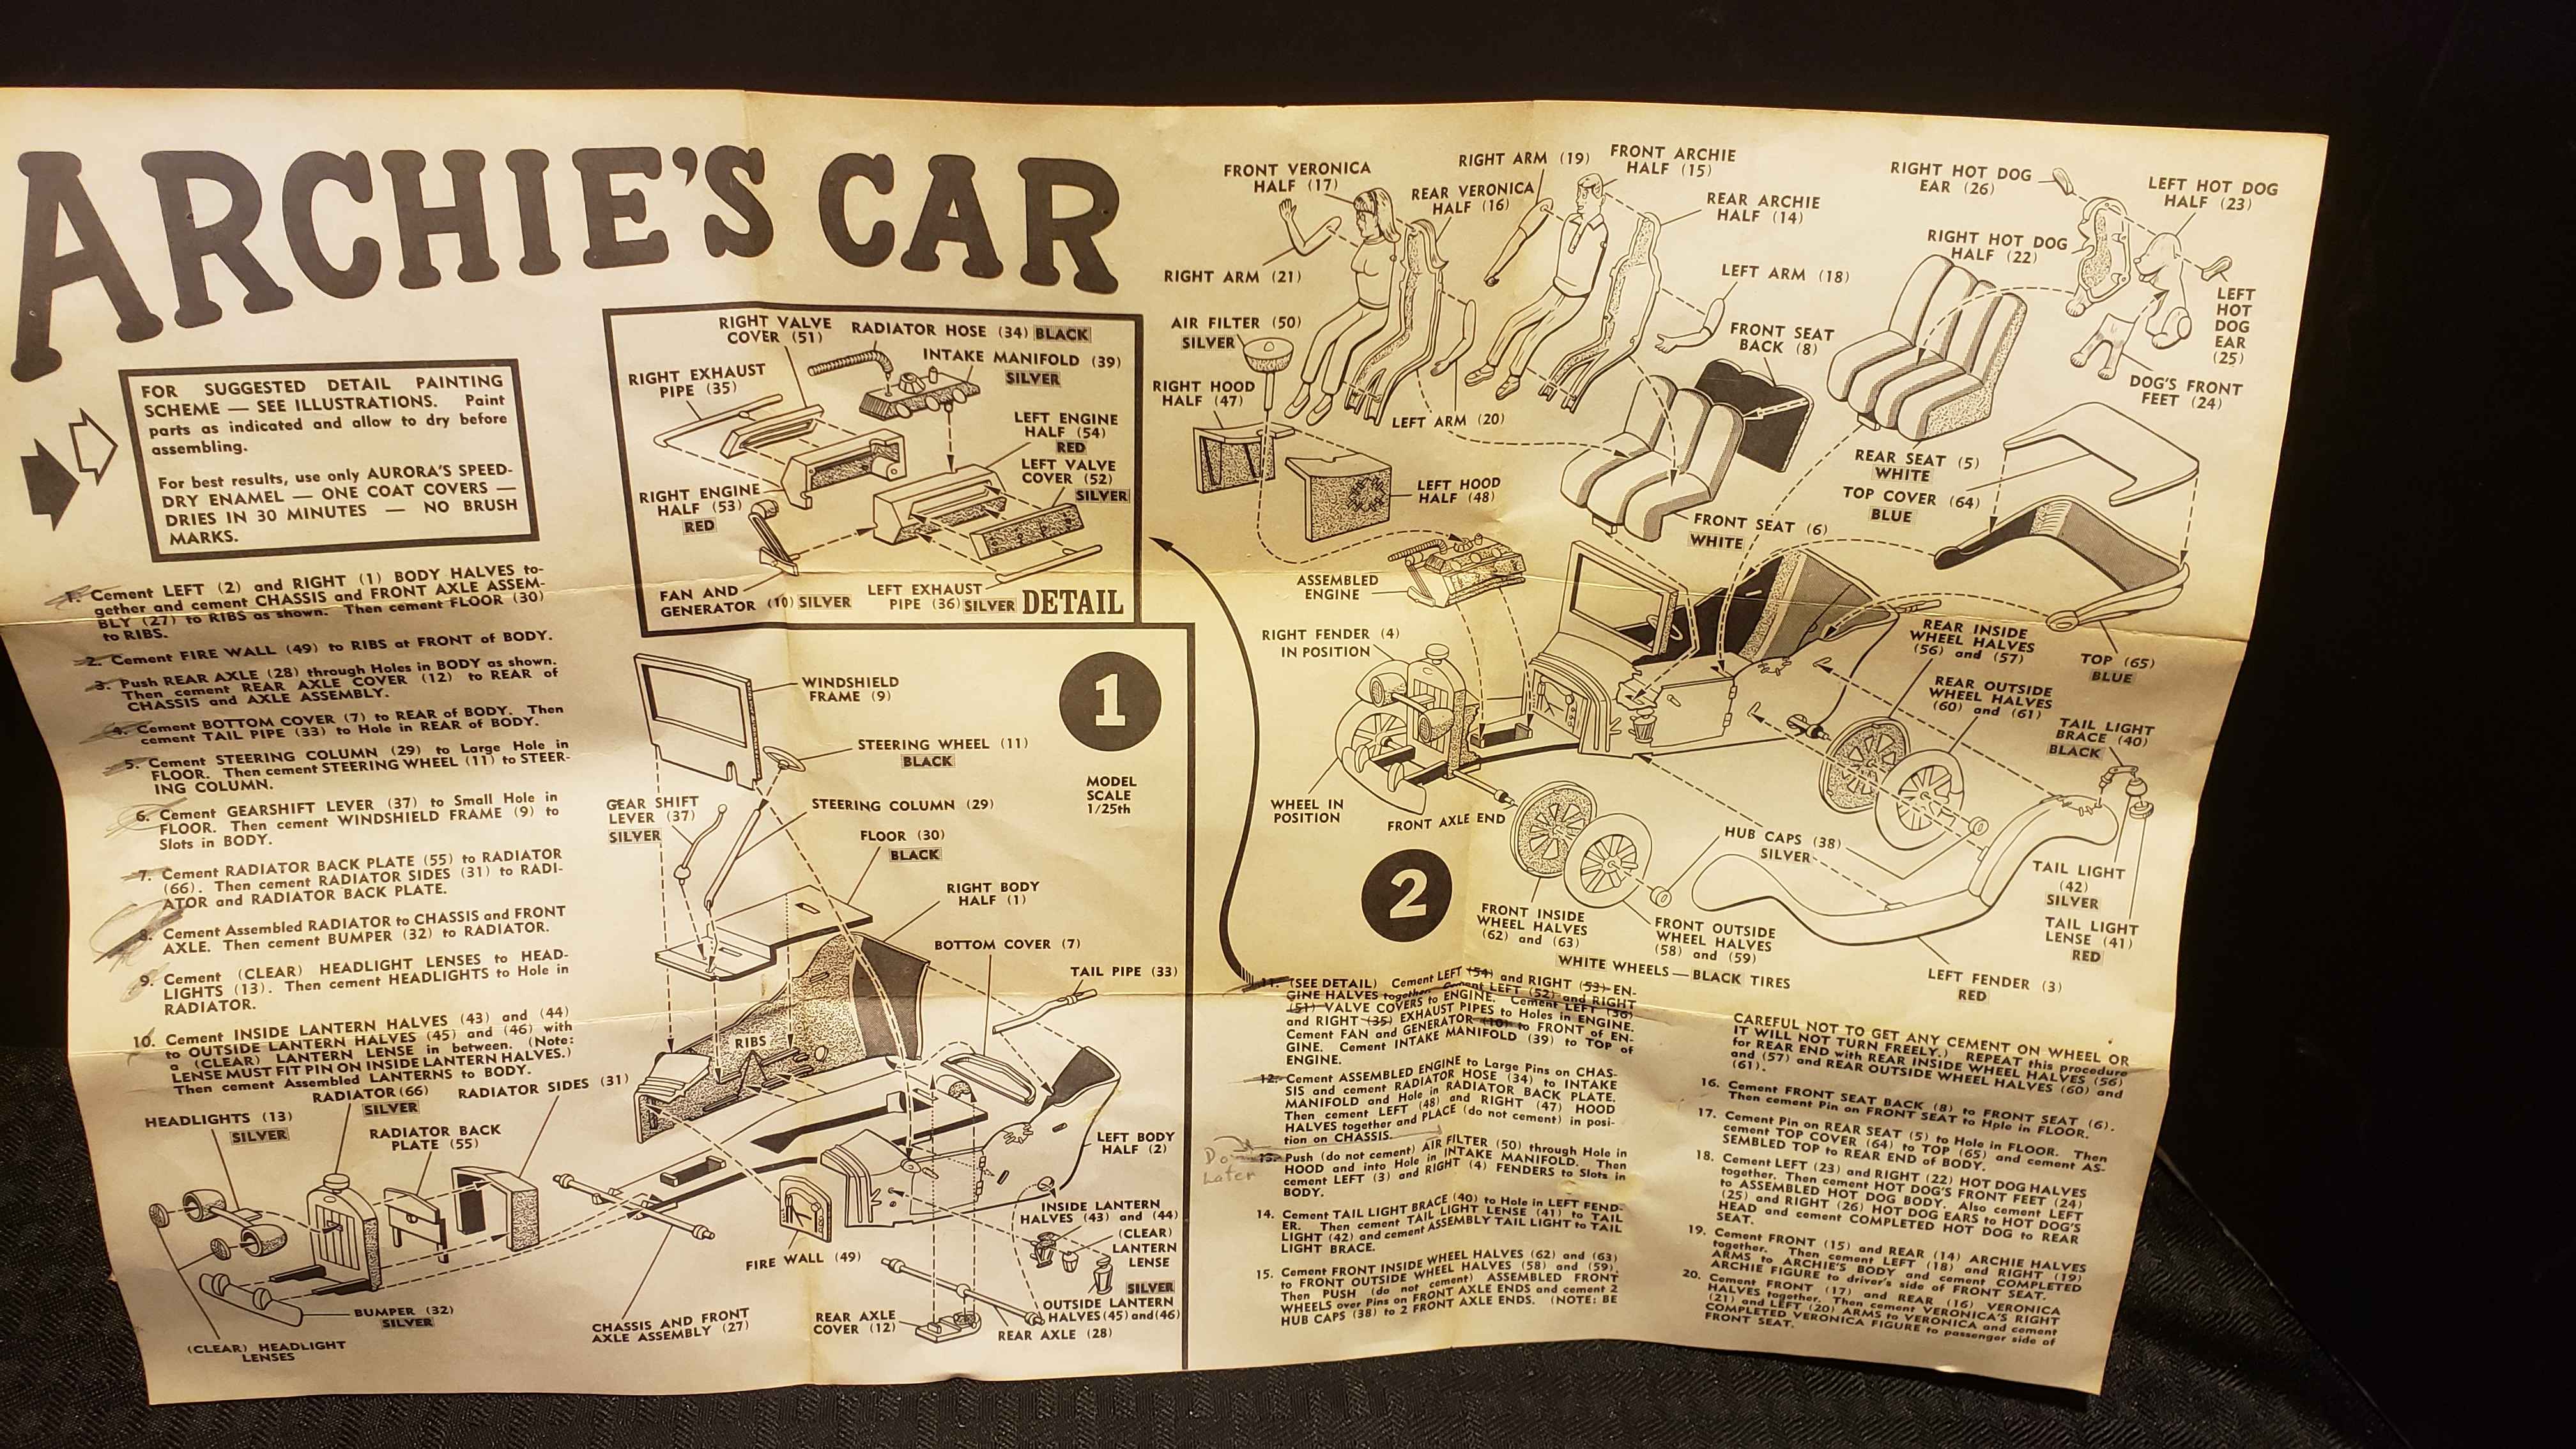 ARCHIE'S CAR
FOR SUGGESTED DETAIL PAINTING
SCHEME — SEE ILLUSTRATIONS. Paint
parts as indicated and allow to dry before
assembling.
For best results, use only AURORA'S SPEED-
DRY ENAMEL — ONE COAT COVERS —
DRIES IN 30 MINUTES — NO BRUSH
MARKS.
1. Cement LEFT (2) and RIGHT (1) BODY HALVES to-
gether and cement CHASSIS and FRONT AXLE ASSEM-
BLY (27) to RIBS as shown. Then cement FLOOR (30)
to RIBS.
2. Cement FIRE WALL (49) to RIBS at FRONT of BODY.
3. Push REAR AXLE (28) through Holes in BODY as shown.
Then cement REAR AXLE COVER (12) to REAR of
CHASSIS and AXLE ASSEMBLY.
4. Cement BOTTOM COVER (7) to REAR of BODY. Then
cement TAIL PIPE (33) to Hole in REAR of BODY.
5. Cement STEERING COLUMN (29) to Large Hole in
FLOOR. Then cement STEERING WHEEL (11) to STEER-
ING COLUMN.
6. Cement GEARSHIFT LEVER (37) to Small Hole in
FLOOR. Then cement WINDSHIELD FRAME (9) to
Slots in BODY.
7. Cement RADIATOR BACK PLATE (55) to RADIATOR
(66). Then cement RADIATOR SIDES (31) to RADI-
ATOR and RADIATOR BACK PLATE.
8. Cement Assembled RADIATOR to CHASSIS and FRONT
AXLE. Then cement BUMPER (32) to RADIATOR.
9. Cement (CLEAR) HEADLIGHT LENSES to HEAD-
LIGHTS (13). Then cement HEADLIGHTS to Hole in
RADIATOR.
10. Cement INSIDE LANTERN HALVES (43) and (44)
to OUTSIDE LANTERN HALVES (45) and (46) with
a (CLEAR) LANTERN LENSE in between. (Note:
LENSE MUST FIT PIN ON INSIDE LANTERN HALVES.)
Then cement Assembled LANTERNS to BODY.
RIGHT VALVE
COVER (51)
RADIATOR HOSE (34) BLACK
INTAKE MANIFOLD (39)
SILVER
RIGHT EXHAUST
PIPE (35)
LEFT ENGINE
HALF (54)
RED
LEFT VALVE
COVER (52)
SILVER
RIGHT ENGINE
HALF (53)
RED
FAN AND
GENERATOR (10) SILVER
LEFT EXHAUST
PIPE (36) SILVER
DETAIL
1
MODEL
SCALE
1/25th
WINDSHIELD
FRAME (9)
STEERING WHEEL (11)
BLACK
GEAR SHIFT
LEVER (37)
SILVER
STEERING COLUMN (29)
FLOOR (30)
BLACK
RIGHT BODY
HALF (1)
BOTTOM COVER (7)
TAIL PIPE (33)
RIBS
RADIATOR (66)
SILVER
RADIATOR SIDES (31)
HEADLIGHTS (13)
SILVER
RADIATOR BACK
PLATE (55)
LEFT BODY
HALF (2)
INSIDE LANTERN
HALVES (43) and (44)
(CLEAR)
LANTERN
LENSE
SILVER
OUTSIDE LANTERN
HALVES (45) and (46)
FIRE WALL (49)
BUMPER (32)
SILVER
(CLEAR) HEADLIGHT
LENSES
CHASSIS AND FRONT
AXLE ASSEMBLY (27)
REAR AXLE
COVER (12)
REAR AXLE (28)
FRONT VERONICA
HALF (17)
REAR VERONICA
HALF (16)
RIGHT ARM (19)
FRONT ARCHIE
HALF (15)
REAR ARCHIE
HALF (14)
RIGHT HOT DOG
EAR (26)
LEFT HOT DOG
HALF (23)
RIGHT HOT DOG
HALF (22)
RIGHT ARM (21)
LEFT ARM (18)
LEFT
HOT
DOG
EAR
(25)
AIR FILTER (50)
SILVER
FRONT SEAT
BACK (8)
RIGHT HOOD
HALF (47)
LEFT ARM (20)
DOG'S FRONT
FEET (24)
LEFT HOOD
HALF (48)
REAR SEAT (5)
WHITE
TOP COVER (64)
BLUE
FRONT SEAT (6)
WHITE
ASSEMBLED
ENGINE
RIGHT FENDER (4)
IN POSITION
REAR INSIDE
WHEEL HALVES
(56) and (57)
TOP (65)
BLUE
REAR OUTSIDE
WHEEL HALVES
(60) and (61)
TAIL LIGHT
BRACE (40)
BLACK
WHEEL IN
POSITION
FRONT AXLE END
HUB CAPS (38)
SILVER
TAIL LIGHT
(42)
SILVER
TAIL LIGHT
LENSE (41)
RED
2
FRONT INSIDE
WHEEL HALVES
(62) and (63)
FRONT OUTSIDE
WHEEL HALVES
(58) and (59)
WHITE WHEELS — BLACK TIRES
LEFT FENDER (3)
RED
11. (SEE DETAIL) Cement LEFT (54) and RIGHT (53) EN-
GINE HALVES together. Cement LEFT (52) and RIGHT
(51) VALVE COVERS to ENGINE. Cement LEFT (36)
and RIGHT (35) EXHAUST PIPES to Holes in ENGINE.
Cement FAN and GENERATOR (10) to FRONT of EN-
GINE. Cement INTAKE MANIFOLD (39) to TOP of
ENGINE.
12. Cement ASSEMBLED ENGINE to Large Pins on CHAS-
SIS and cement RADIATOR HOSE (34) to INTAKE
MANIFOLD and Hole in RADIATOR BACK PLATE.
Then cement LEFT (48) and RIGHT (47) HOOD
HALVES together and PLACE (do not cement) in posi-
tion on CHASSIS.
Do
Later
13. Push (do not cement) AIR FILTER (50) through Hole in
HOOD and into Hole in INTAKE MANIFOLD. Then
cement LEFT (3) and RIGHT (4) FENDERS to Slots in
BODY.
14. Cement TAIL LIGHT BRACE (40) to Hole in LEFT FEND-
ER. Then cement TAIL LIGHT LENSE (41) to TAIL
LIGHT (42) and cement ASSEMBLY TAIL LIGHT to TAIL
LIGHT BRACE.
15. Cement FRONT INSIDE WHEEL HALVES (62) and (63)
to FRONT OUTSIDE WHEEL HALVES (58) and (59).
Then PUSH (do not cement) ASSEMBLED FRONT
WHEELS over Pins on FRONT AXLE ENDS and cement 2
HUB CAPS (38) to 2 FRONT AXLE ENDS. (NOTE: BE
CAREFUL NOT TO GET ANY CEMENT ON WHEEL OR
IT WILL NOT TURN FREELY.) REPEAT this procedure
for REAR END with REAR INSIDE WHEEL HALVES (56)
and (57) and REAR OUTSIDE WHEEL HALVES (60) and
(61).
16. Cement FRONT SEAT BACK (8) to FRONT SEAT (6).
Then cement Pin on FRONT SEAT to Hole in FLOOR.
17. Cement Pin on REAR SEAT (5) to Hole in FLOOR. Then
cement TOP COVER (64) to TOP (65) and cement AS-
SEMBLED TOP to REAR END of BODY.
18. Cement LEFT (23) and RIGHT (22) HOT DOG HALVES
together. Then cement HOT DOG'S FRONT FEET (24)
to ASSEMBLED HOT DOG BODY. Also cement LEFT
(25) and RIGHT (26) HOT DOG EARS to HOT DOG'S
HEAD and cement COMPLETED HOT DOG to REAR
SEAT.
19. Cement FRONT (15) and REAR (14) ARCHIE HALVES
together. Then cement LEFT (18) and RIGHT (19)
ARMS to ARCHIE'S BODY and cement COMPLETED
ARCHIE FIGURE to driver's side of FRONT SEAT.
20. Cement FRONT (17) and REAR (16) VERONICA
HALVES together. Then cement VERONICA'S RIGHT
(21) and LEFT (20) ARMS to VERONICA and cement
COMPLETED VERONICA FIGURE to passenger side of
FRONT SEAT.